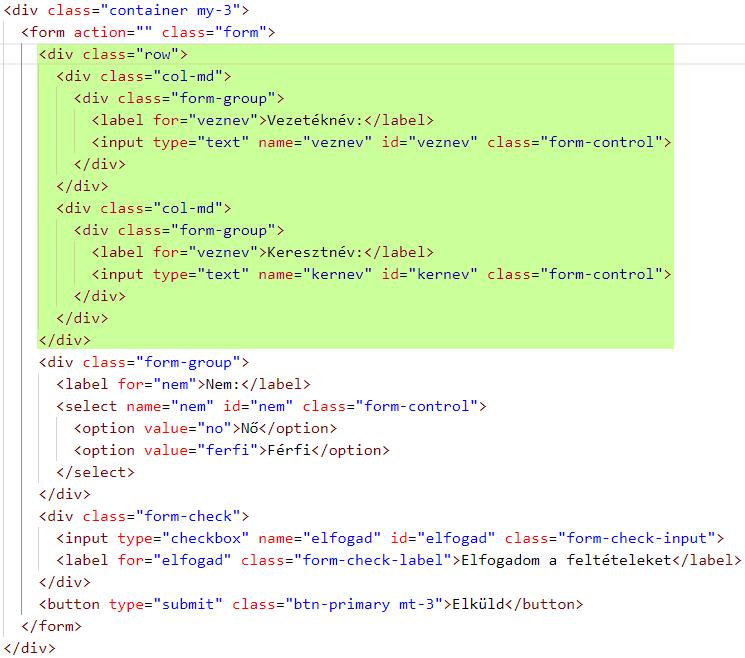 <div class="container my-3">
<form action="" class="form">
<div class="row">
<div class="col-md">
<div class="form-group">
<label for="veznev">Vezetéknév:</label>
<input type="text" name="veznev" id="veznev" class="form-control">
</div>
</div>
<div class="col-md">
<div class="form-group">
<label for="veznev">Keresztnév:</label>
<input type="text" name="kernev" id="kernev" class="form-control">
</div>
</div>
</div>
<div class="form-group">
<label for="nem">Nem:</label>
<select name="nem" id="nem" class="form-control">
<option value="no">Nő</option>
<option value="ferfi">Férfi</option>
</select>
</div>
<div class="form-check">
<input type="checkbox" name="elfogad" id="elfogad" class="form-check-input">
<label for="elfogad" class="form-check-label">Elfogadom a feltételeket</label>
</div>
<button type="submit" class="btn-primary mt-3">Elküld</button>
</form>
</div>